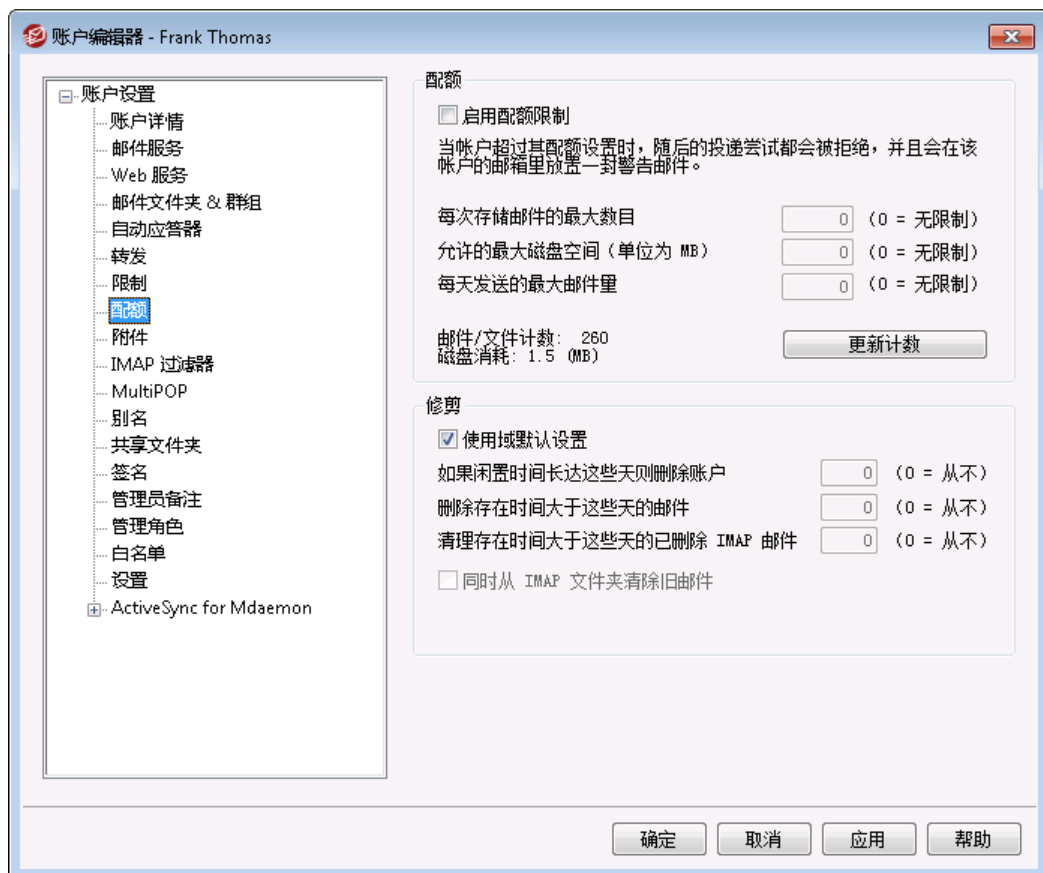 账户编辑器 - Frank Thomas
账户设置
账户详情
邮件服务
Web 服务
邮件文件夹 & 群组
自动应答器
转发
限制
配额
附件
IMAP 过滤器
MultiPOP
别名
共享文件夹
签名
管理员备注
管理角色
白名单
设置
ActiveSync for Mdaemon
配额
启用配额限制
当帐户超过其配额设置时，随后的投递尝试都会被拒绝，并且会在该
帐户的邮箱里放置一封警告邮件。
每次存储邮件的最大数目 0 (0 = 无限制)
允许的最大磁盘空间（单位为 MB） 0 (0 = 无限制)
每天发送的最大邮件量 0 (0 = 无限制)
邮件/文件计数: 260
磁盘消耗: 1.5 (MB)
更新计数
修剪
使用域默认设置
如果闲置时间长达这些天则删除账户 0 (0 = 从不)
删除存在时间大于这些天的邮件 0 (0 = 从不)
清理存在时间大于这些天的已删除 IMAP 邮件 0 (0 = 从不)
同时从 IMAP 文件夹清除旧邮件
确定 取消 应用 帮助